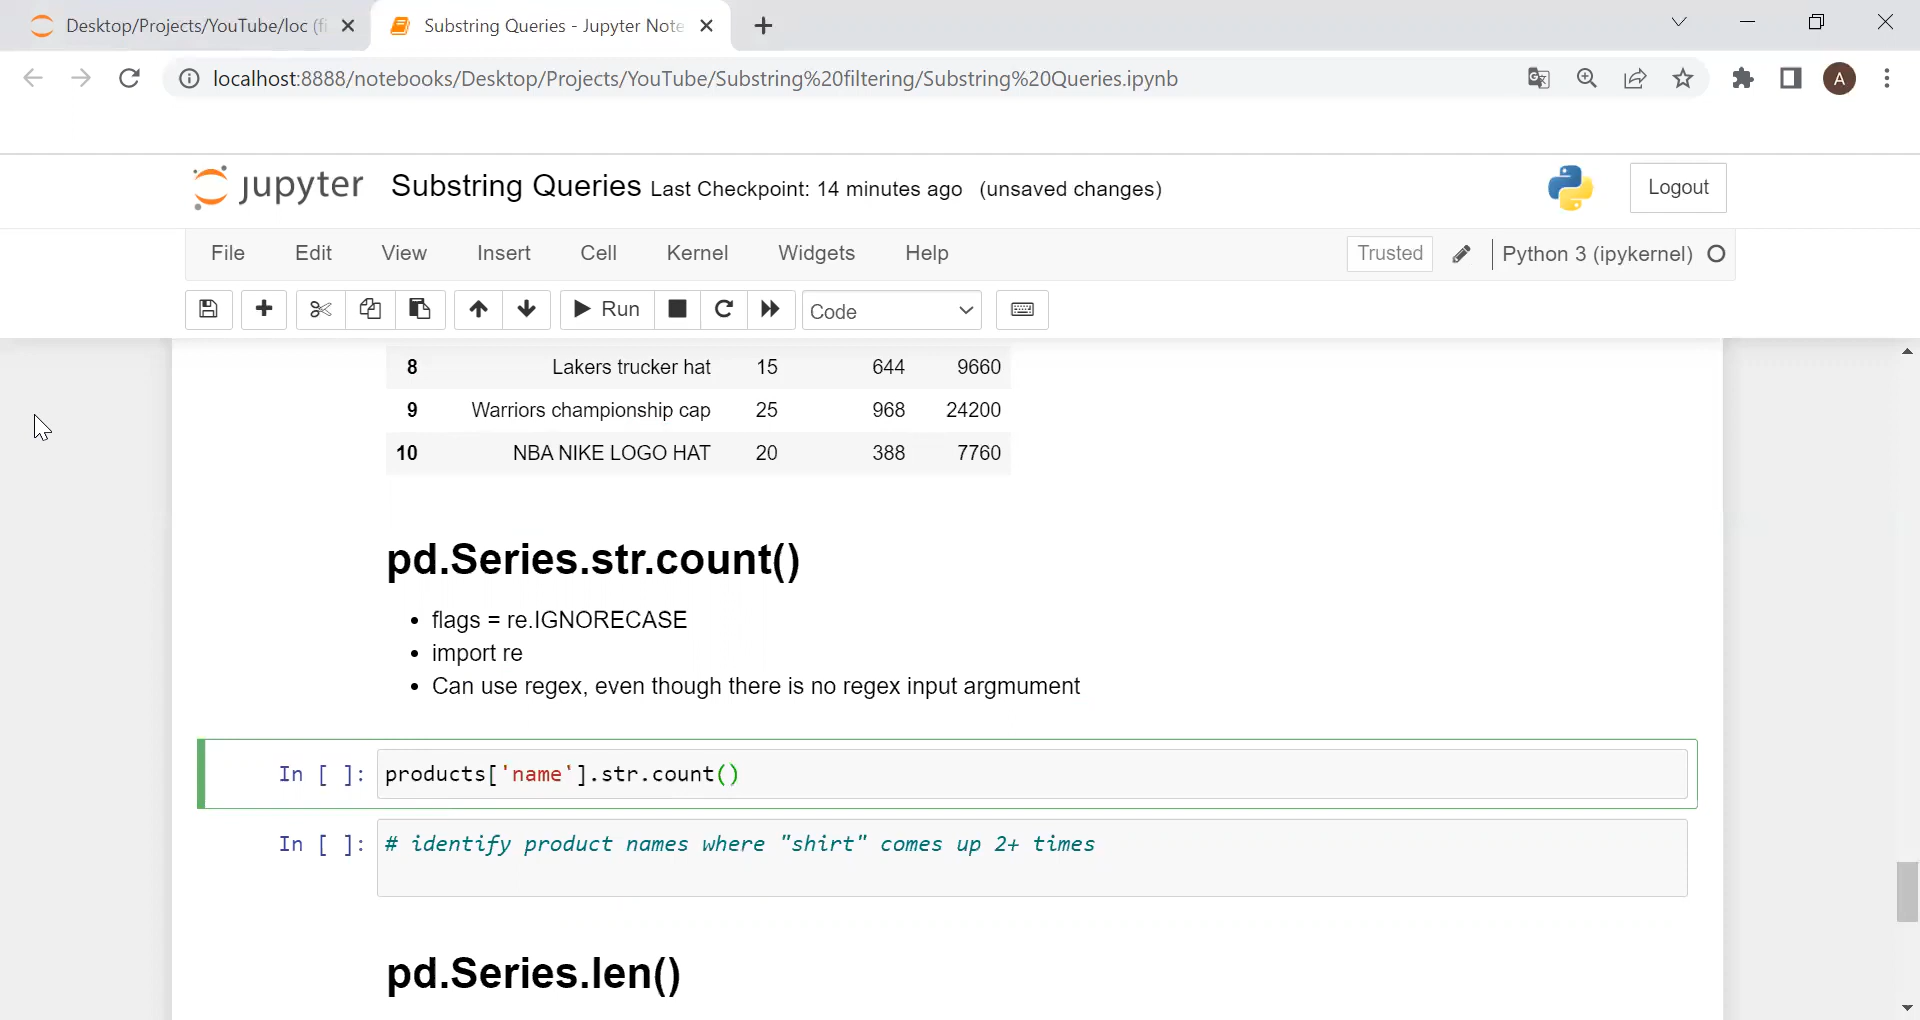 Desktop/Projects/YouTube/loc (fi
Substring Queries - Jupyter Note
localhost:8888/notebooks/Desktop/Projects/YouTube/Substring%20filtering/Substring%20Queries.ipynb
A
jupyter Substring Queries Last Checkpoint: 14 minutes ago (unsaved changes)
Logout
File Edit View Insert Cell Kernel Widgets Help
Trusted
Python 3 (ipykernel)
Run
Code
8 Lakers trucker hat 15 644 9660
9 Warriors championship cap 25 968 24200
10 NBA NIKE LOGO HAT 20 388 7760
pd.Series.str.count()
• flags = re.IGNORECASE
• import re
• Can use regex, even though there is no regex input argmument
In [ ]: products['name'].str.count()
In [ ]: # identify product names where "shirt" comes up 2+ times
pd.Series.len()